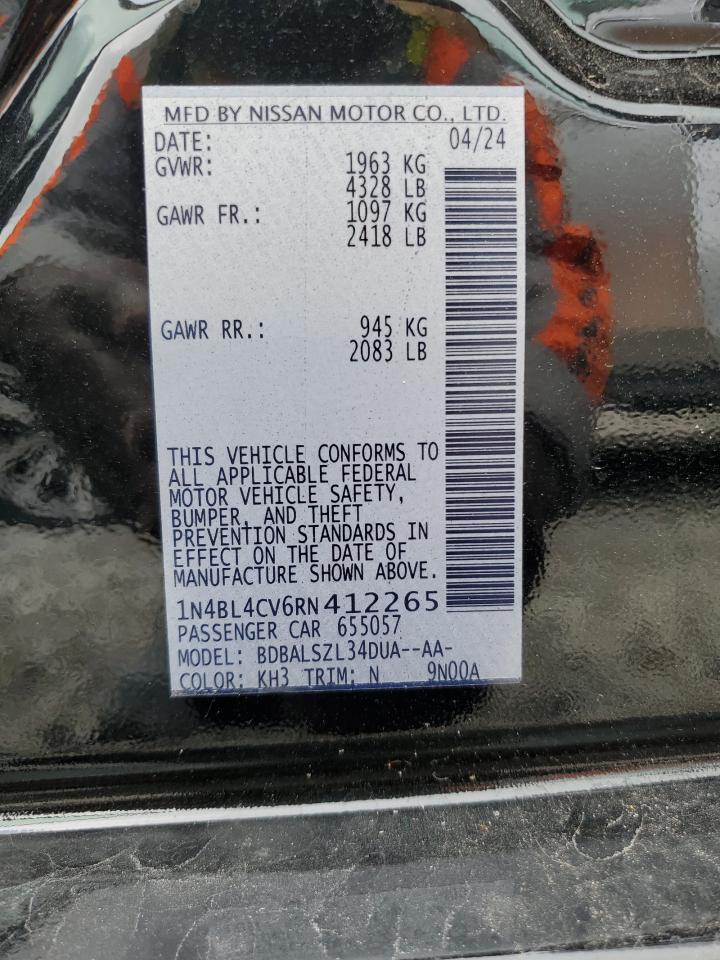 MFD BY NISSAN MOTOR CO., LTD.
DATE: 04/24
GVWR: 1963 KG
4328 LB
GAWR FR.: 1097 KG
2418 LB
GAWR RR.: 945 KG
2083 LB
THIS VEHICLE CONFORMS TO
ALL APPLICABLE FEDERAL
MOTOR VEHICLE SAFETY,
BUMPER, AND THEFT
PREVENTION STANDARDS IN
EFFECT ON THE DATE OF
MANUFACTURE SHOWN ABOVE.
1N4BL4CV6RN412265
PASSENGER CAR 655057
MODEL: BDBALSZL34DUA--AA-
COLOR: KH3 TRIM: N 9N00A